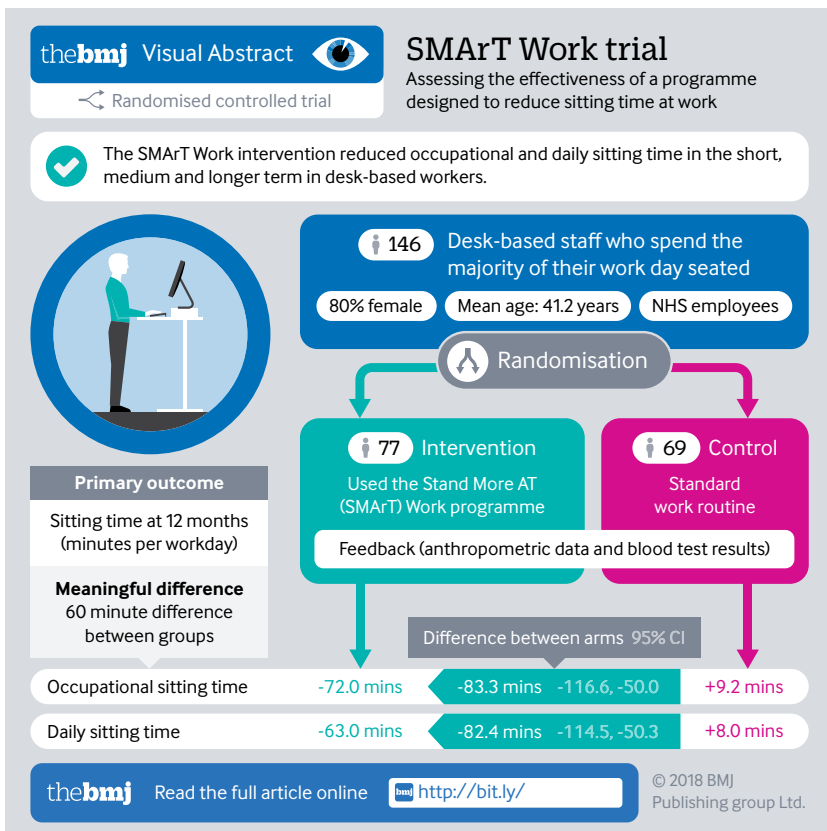 thebmj Visual Abstract
Randomised controlled trial
SMArT Work trial
Assessing the effectiveness of a programme
designed to reduce sitting time at work
The SMArT Work intervention reduced occupational and daily sitting time in the short,
medium and longer term in desk-based workers.
146 Desk-based staff who spend the
majority of their work day seated
80% female Mean age: 41.2 years NHS employees
Randomisation
77 Intervention
Used the Stand More AT
(SMArT) Work programme
69 Control
Standard
work routine
Feedback (anthropometric data and blood test results)
Primary outcome
Sitting time at 12 months
(minutes per workday)
Meaningful difference
60 minute difference
between groups
Difference between arms 95% CI
Occupational sitting time -72.0 mins -83.3 mins -116.6, -50.0 +9.2 mins
Daily sitting time -63.0 mins -82.4 mins -114.5, -50.3 +8.0 mins
thebmj Read the full article online bmj http://bit.ly/
© 2018 BMJ
Publishing group Ltd.